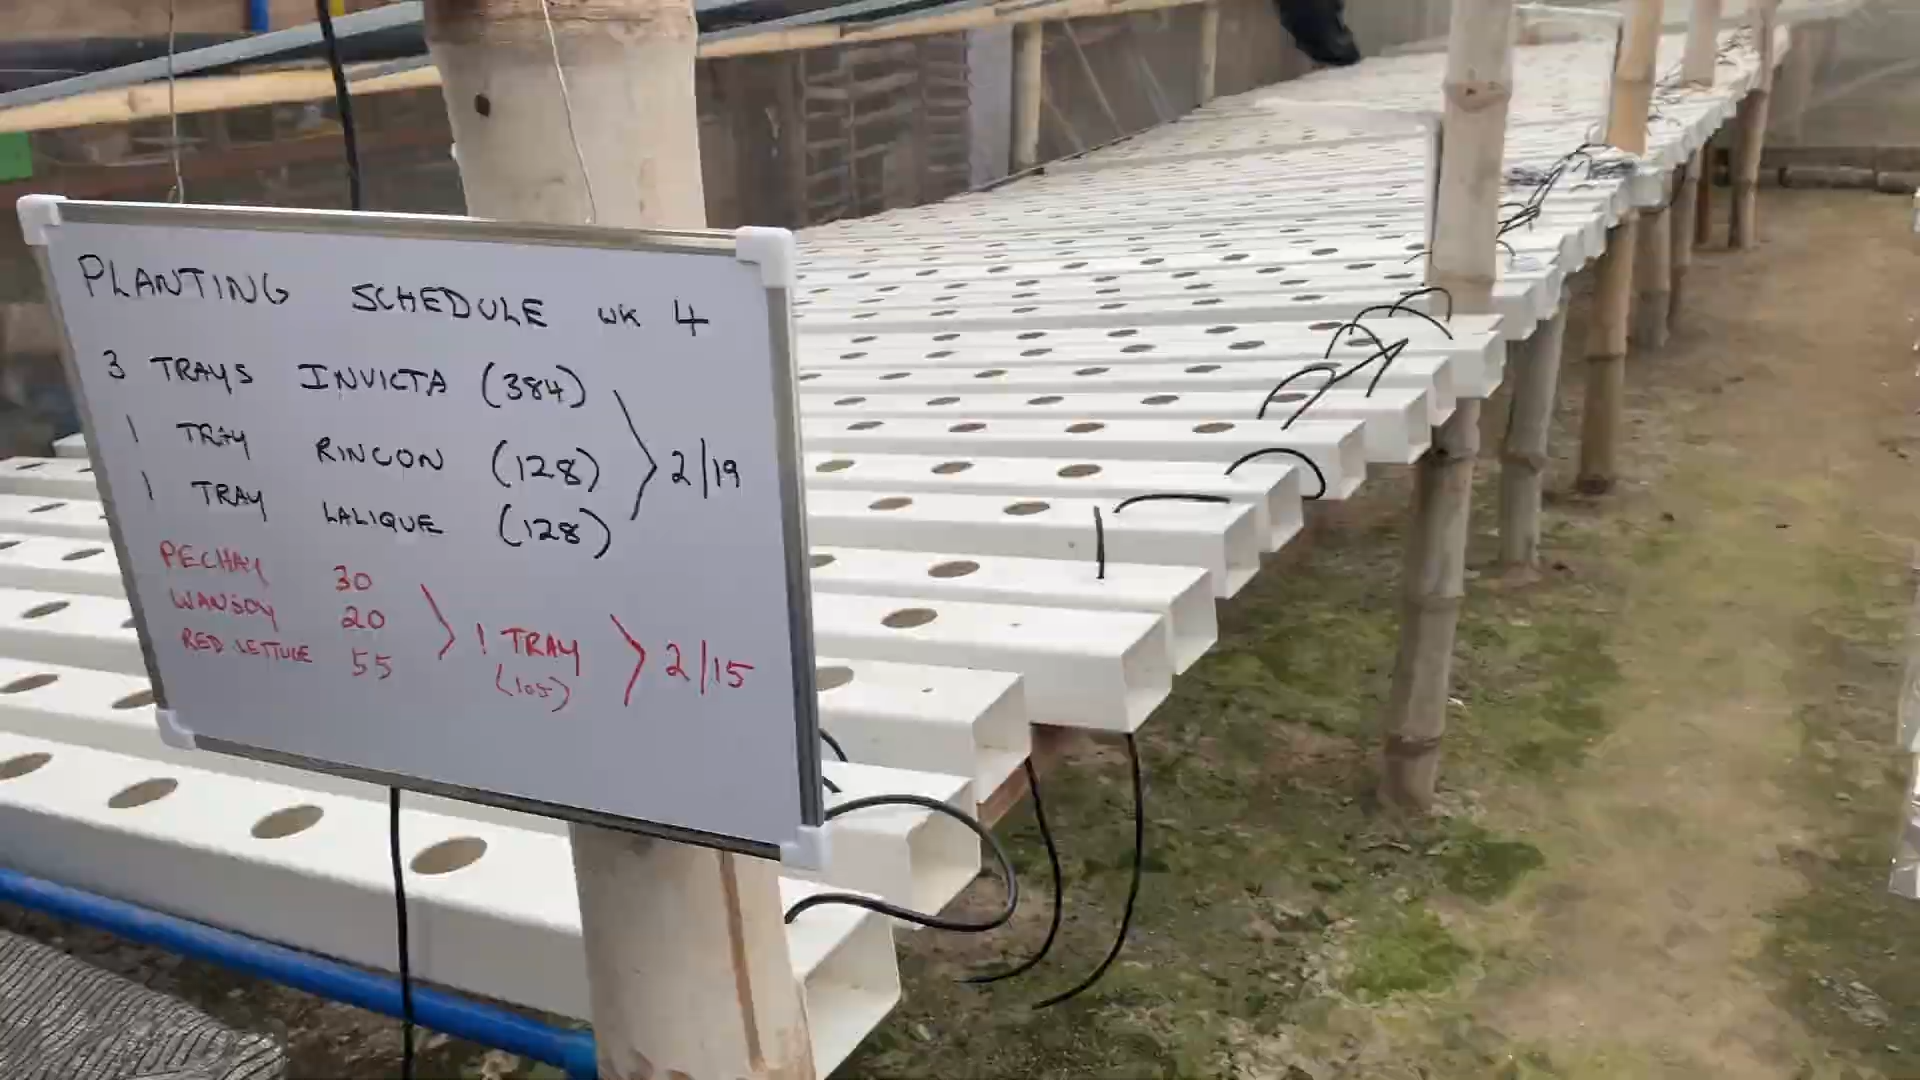 PLANTING SCHEDULE WK 4
3 TRAYS INVICTA (384)
1 TRAY RINCON (128)
1 TRAY LALIQUE (128)
2/19
PECHAY 30
WANSOY 20
RED LETTUCE 55
1 TRAY
(105)
2/15